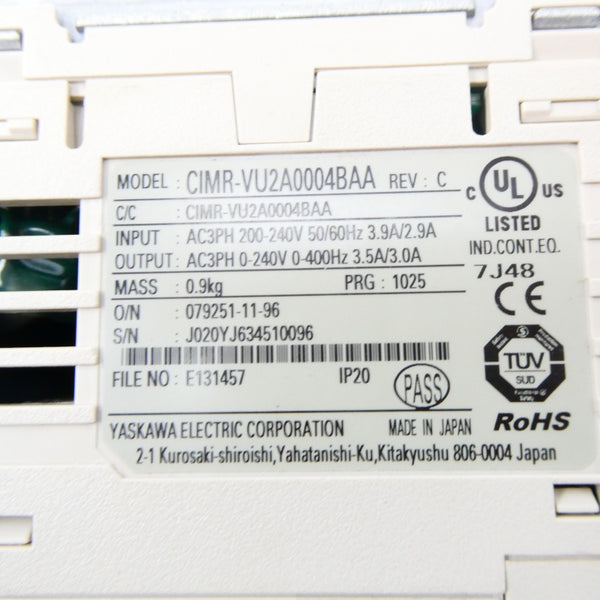 MODEL : CIMR-VU2A0004BAA REV : C
C/C : CIMR-VU2A0004BAA
INPUT : AC3PH 200-240V 50/60Hz 3.9A/2.9A
OUTPUT : AC3PH 0-240V 0-400Hz 3.5A/3.0A
MASS : 0.9kg PRG : 1025
O/N : 079251-11-96
S/N : J020YJ634510096
FILE NO : E131457 IP20 PASS
YASKAWA ELECTRIC CORPORATION MADE IN JAPAN
2-1 Kurosaki-shiroishi,Yahatanishi-Ku,Kitakyushu 806-0004 Japan
C UL US
LISTED
IND.CONT.EQ.
7J48
CE
TÜV
SÜD
RoHS